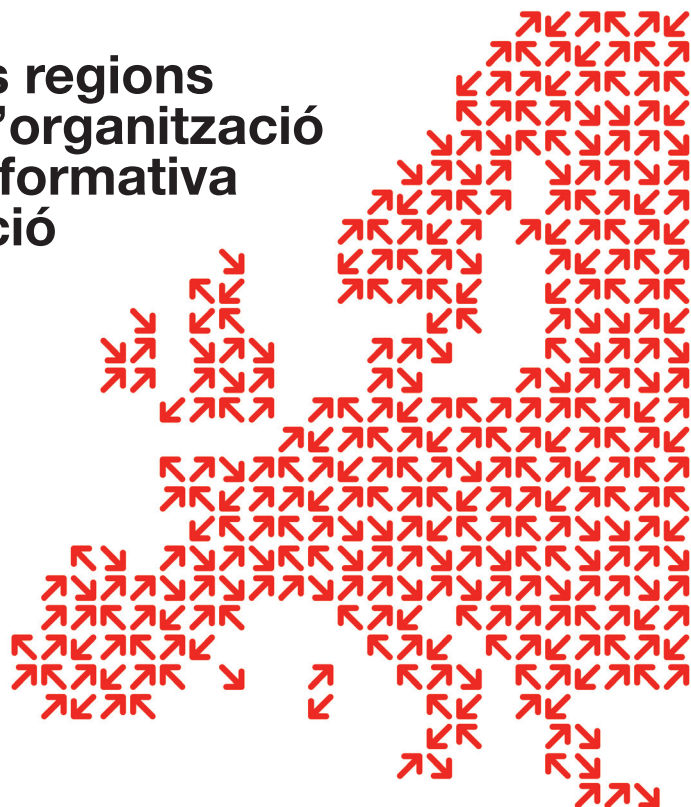 s regions
’organització
formativa
ció